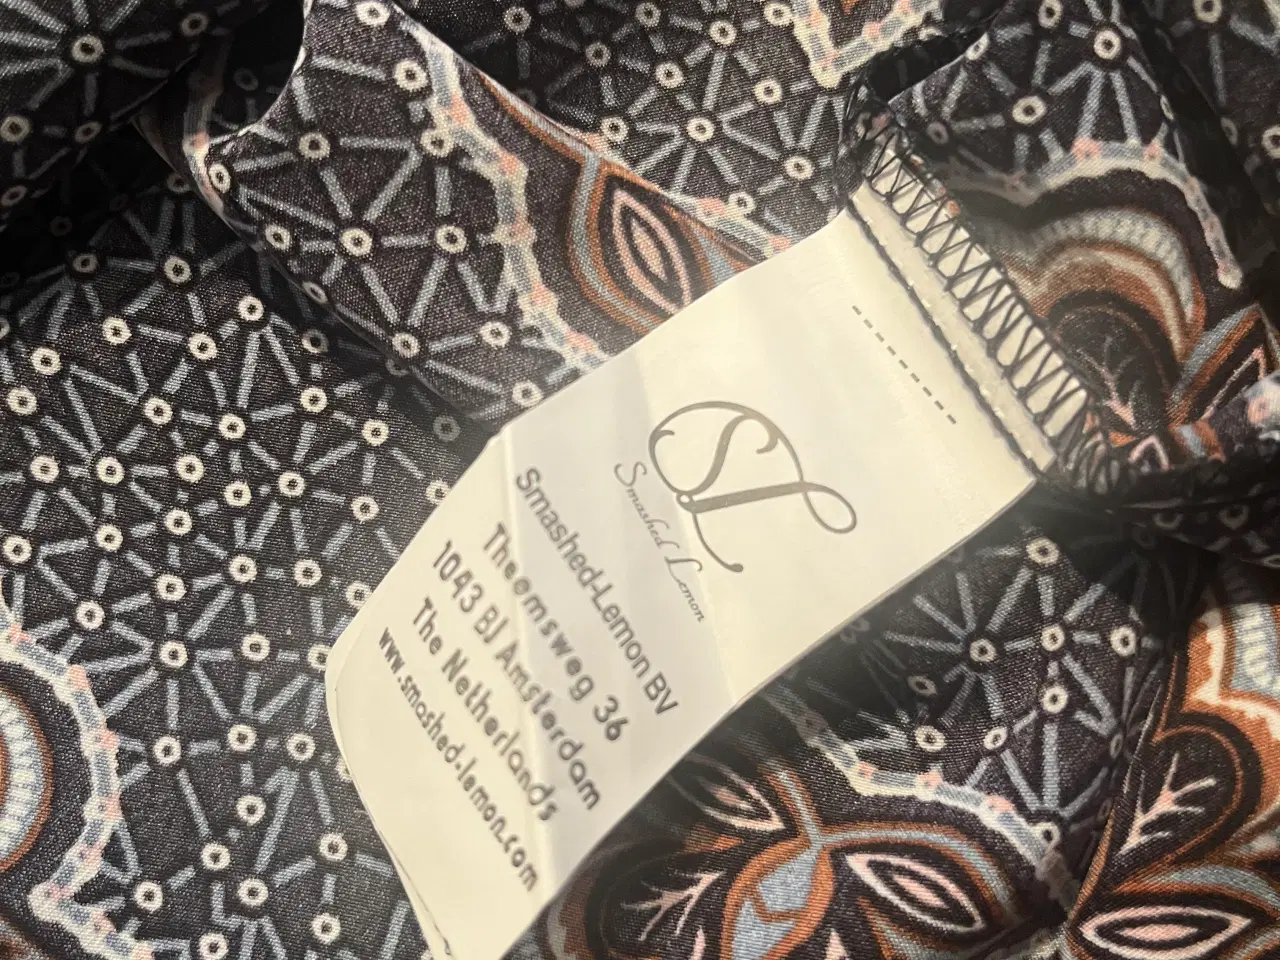 SL
Smashed Lemon
Smashed-Lemon BV
Theemsweg 36
1043 BJ Amsterdam
The Netherlands
www.smashed-lemon.com